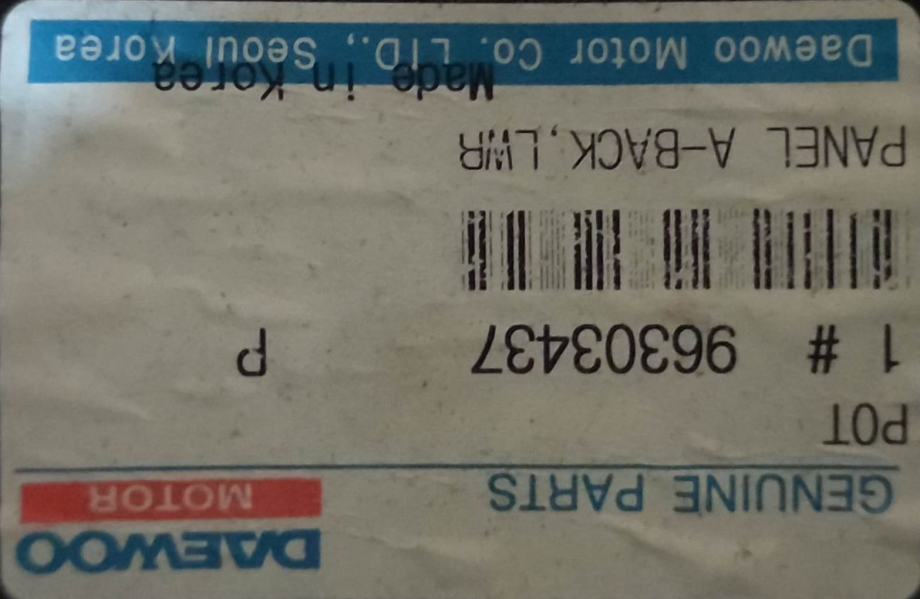 DAEWOO
MOTOR
GENUINE PARTS
POT
1 # 96303437 P
PANEL A-BACK,LWR
Made in Korea
Daewoo Motor Co. LTD., Seoul Korea